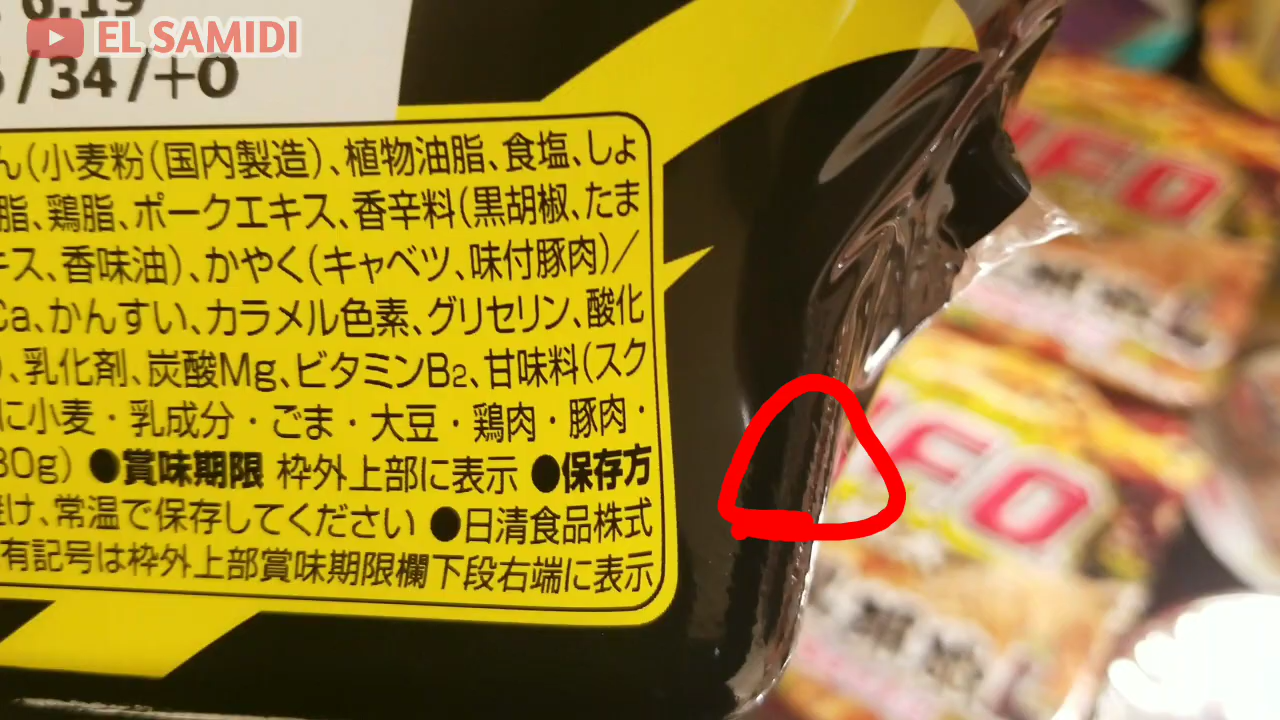 6.19
EL SAMIDI
/34/+O
ん(小麦粉(国内製造)、植物油脂、食塩、しょ
脂、鶏脂、ポークエキス、香辛料(黒胡椒、たま
キス、香味油)、かやく(キャベツ、味付豚肉)/
Ca、かんすい、カラメル色素、グリセリン、酸化
)、乳化剤、炭酸Mg、ビタミンB2、甘味料(スク
に小麦・乳成分・ごま・大豆・鶏肉・豚肉・
80g) ●賞味期限 枠外上部に表示 ●保存方
け、常温で保存してください ●日清食品株式
有記号は枠外上部賞味期限欄下段右端に表示
UFO
UFO